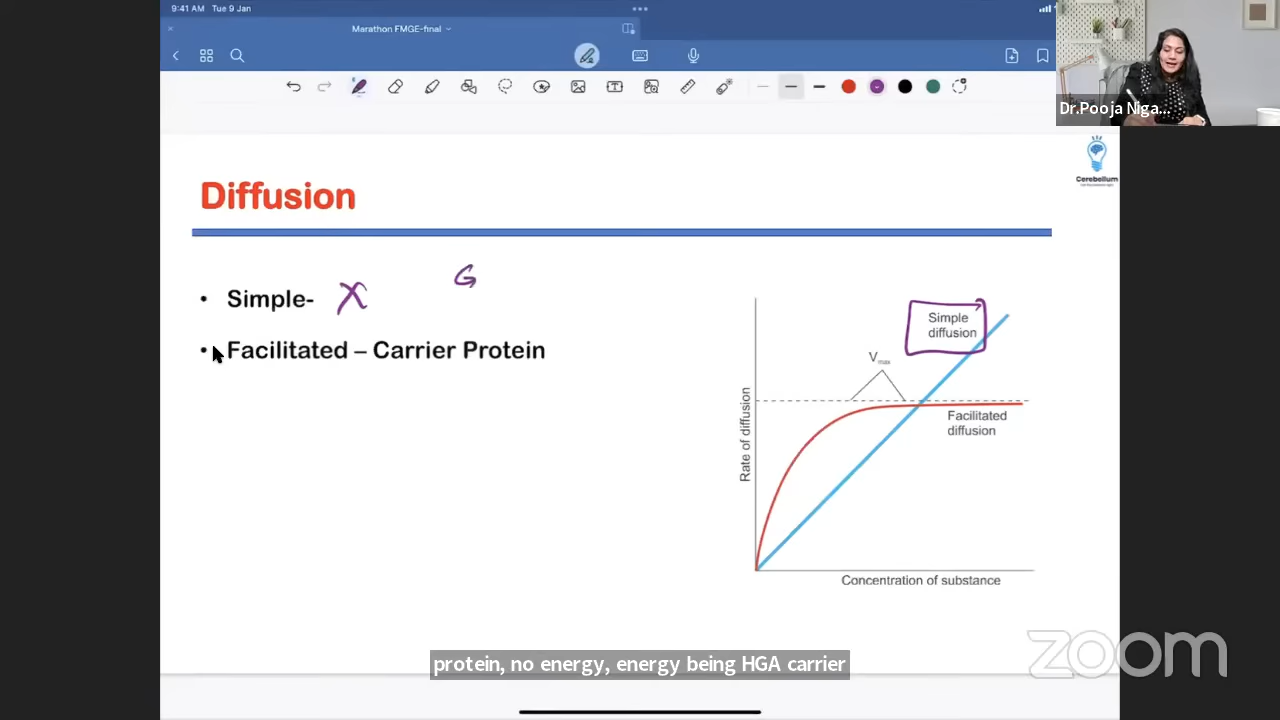 9:41 AM Tue 9 Jan
Marathon FMGE-final
Dr.Pooja Niga...
Cerebellum
Diffusion
G
• Simple- X
• Facilitated – Carrier Protein
Simple
diffusion
Vmax
Facilitated
diffusion
Rate of diffusion
Concentration of substance
protein, no energy, energy being HGA carrier
zoom